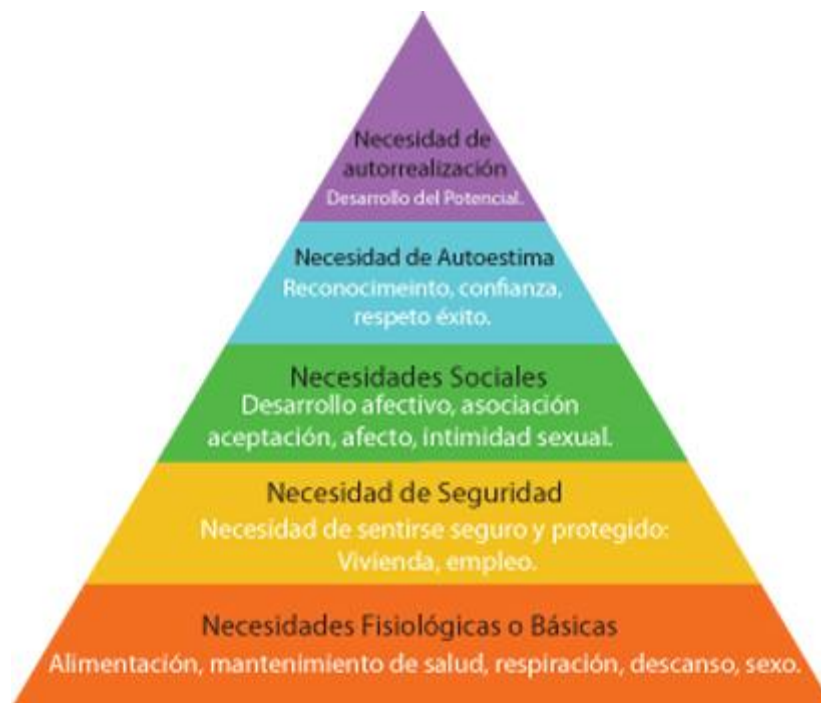 Necesidad de
autorrealización
Desarrollo del Potencial.
Necesidad de Autoestima
Reconocimeinto, confianza,
respeto éxito.
Necesidades Sociales
Desarrollo afectivo, asociación
aceptación, afecto, intimidad sexual.
Necesidad de Seguridad
Necesidad de sentirse seguro y protegido:
Vivienda, empleo.
Necesidades Fisiológicas o Básicas
Alimentación, mantenimiento de salud, respiración, descanso, sexo.